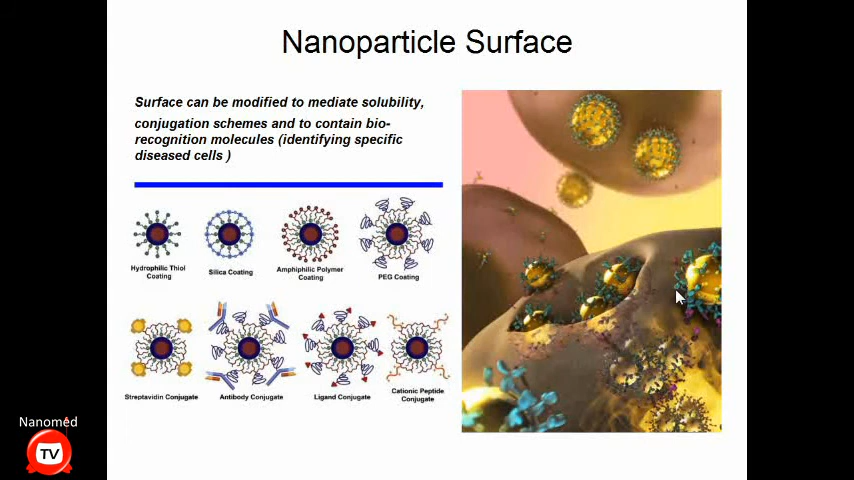 Nanoparticle Surface
Surface can be modified to mediate solubility,
conjugation schemes and to contain bio-
recognition molecules (identifying specific
diseased cells )
Hydrophilic Thiol
Coating
Silica Coating
Amphiphilic Polymer
Coating
PEG Coating
Streptavidin Conjugate
Antibody Conjugate
Ligand Conjugate
Cationic Peptide
Conjugate
Nanomed
TV